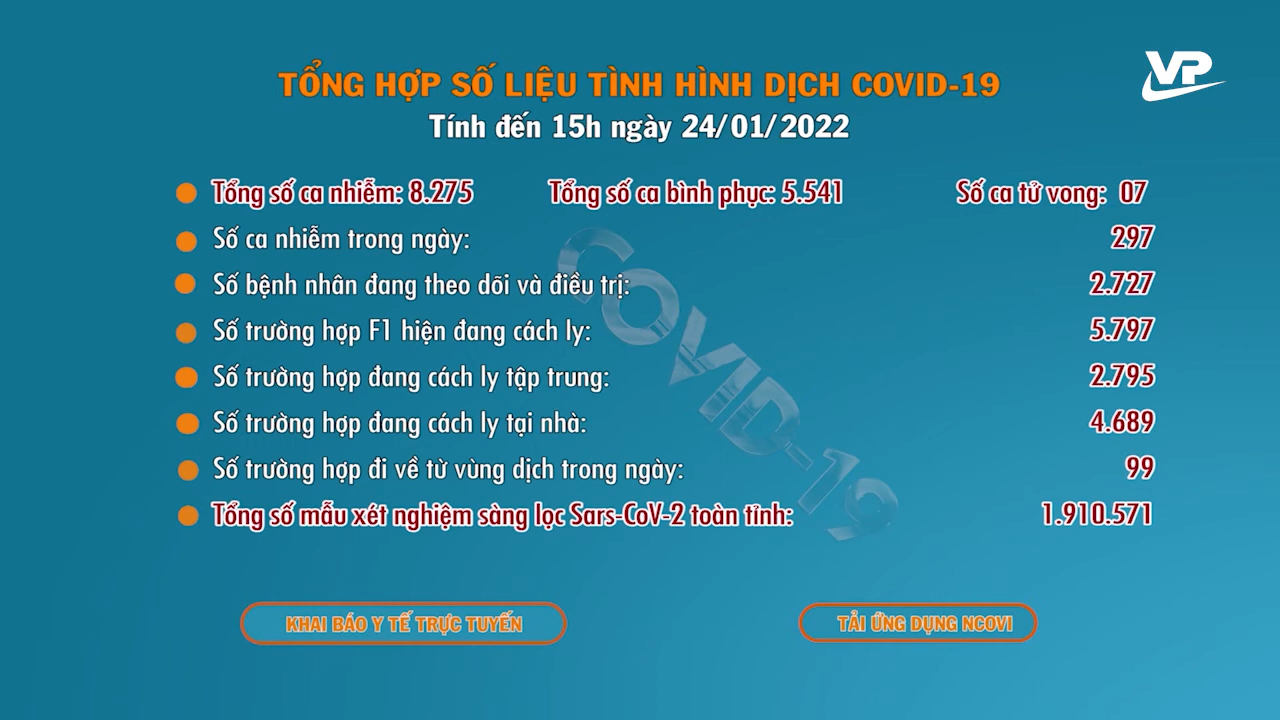 VP
TỔNG HỢP SỐ LIỆU TÌNH HÌNH DỊCH COVID-19
Tính đến 15h ngày 24/01/2022
Tổng số ca nhiễm: 8.275 Tổng số ca bình phục: 5.541 Số ca tử vong: 07
Số ca nhiễm trong ngày: 297
Số bệnh nhân đang theo dõi và điều trị: 2.727
Số trường hợp F1 hiện đang cách ly: 5.797
Số trường hợp đang cách ly tập trung: 2.795
Số trường hợp đang cách ly tại nhà: 4.689
Số trường hợp đi về từ vùng dịch trong ngày: 99
Tổng số mẫu xét nghiệm sàng lọc Sars-CoV-2 toàn tỉnh: 1.910.571
COVID-19
KHAI BÁO Y TẾ TRỰC TUYẾN TẢI ỨNG DỤNG NCOVI